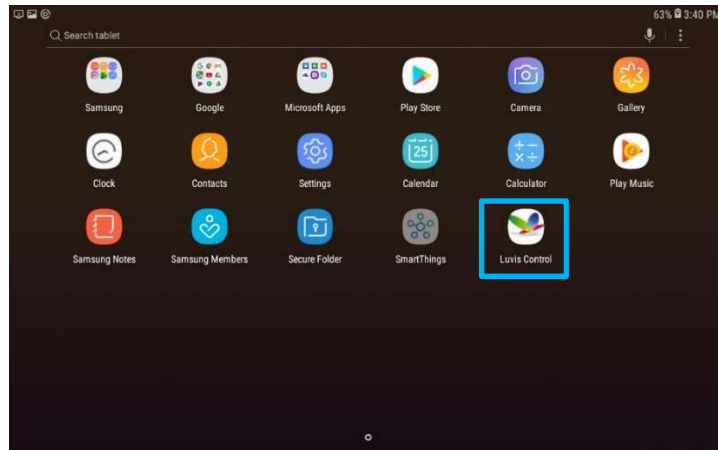 63% 3:40 PM
Search tablet
Samsung Google Microsoft Apps Play Store Camera Gallery
25
Clock Contacts Settings Calendar Calculator Play Music
Samsung Notes Samsung Members Secure Folder SmartThings Luvis Control